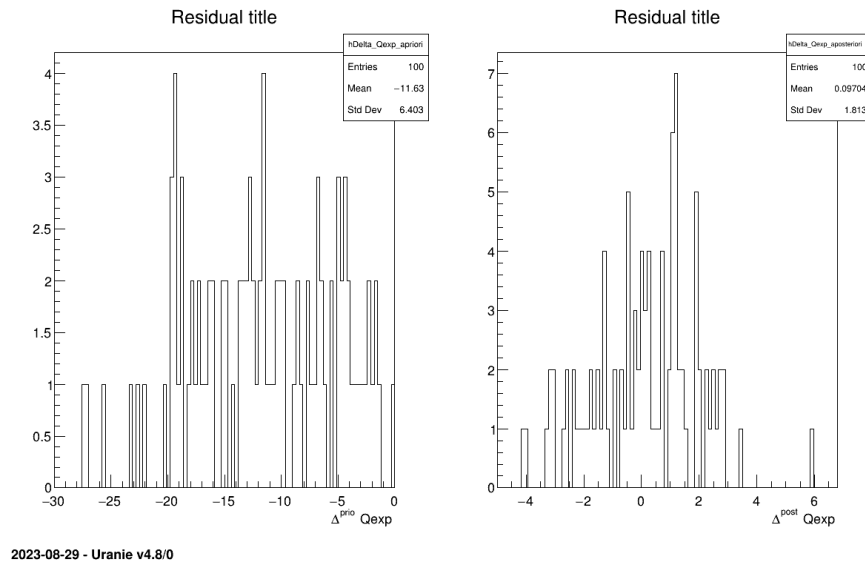 Residual title
hDelta_Qexp_apriori
Entries 100
Mean −11.63
Std Dev 6.403
4
3.5
3
2.5
2
1.5
1
0.5
0
−30 −25 −20 −15 −10 −5 0
Δprio Qexp
Residual title
hDelta_Qexp_aposteriori
Entries 100
Mean 0.09704
Std Dev 1.813
7
6
5
4
3
2
1
0
−4 −2 0 2 4 6
Δpost Qexp
2023-08-29 - Uranie v4.8/0